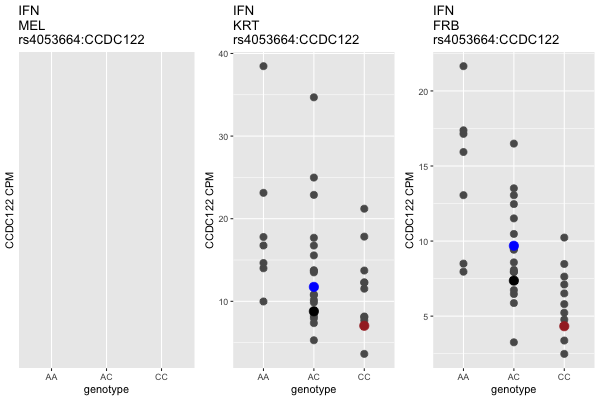 IFN
MEL
rs4053664:CCDC122
CCDC122 CPM
AA
AC
CC
genotype
IFN
KRT
rs4053664:CCDC122
CCDC122 CPM
40
30
20
10
AA
AC
CC
genotype
IFN
FRB
rs4053664:CCDC122
CCDC122 CPM
20
15
10
5
AA
AC
CC
genotype